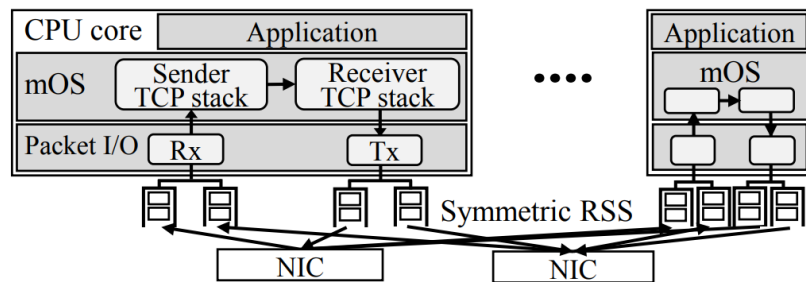 CPU core
Application
mOS
Sender
TCP stack
Receiver
TCP stack
Packet I/O
Rx
Tx
Application
mOS
Symmetric RSS
NIC
NIC